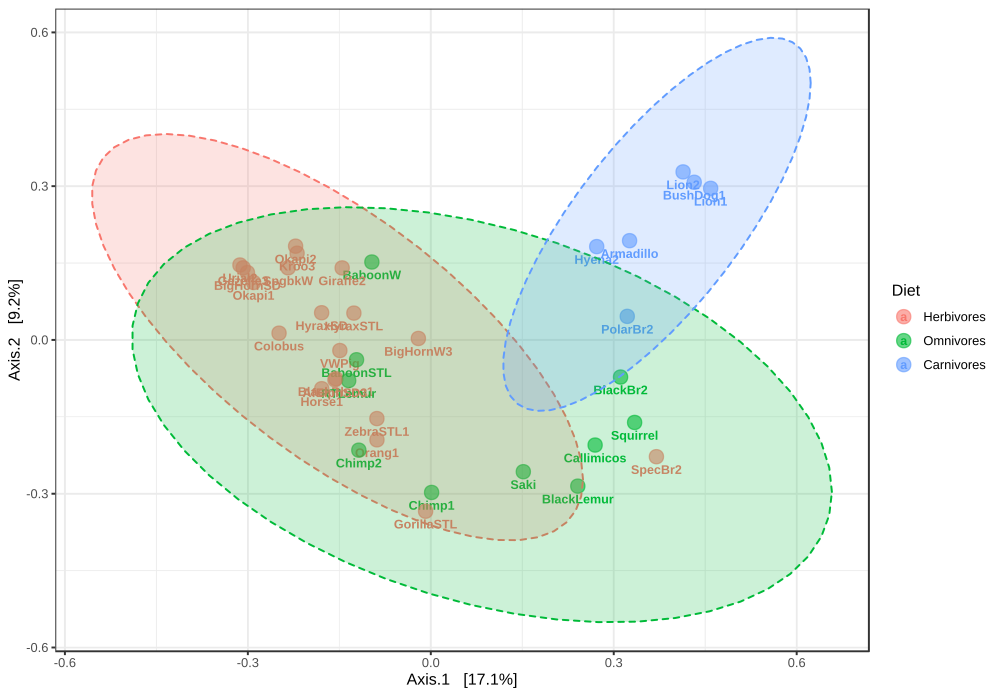 0.6
0.3
0.0
-0.3
-0.6
-0.6
-0.3
0.0
0.3
0.6
Axis.2 [9.2%]
Axis.1 [17.1%]
Lion2
BushDog1
Lion1
Armadillo
Hyena2
PolarBr2
Okapi2
Kroo3
SpgbkW
Giraffe2
BaboonW
BigHornSD
Okapi1
HyraxSD
HyraxSTL
Colobus
BigHornW3
VWPig
BaboonSTL
Horse1
BlackBr2
ZebraSTL1
Orang1
Chimp2
Squirrel
Callimicos
SpecBr2
Saki
BlackLemur
Chimp1
GorillaSTL
Diet
a Herbivores
a Omnivores
a Carnivores